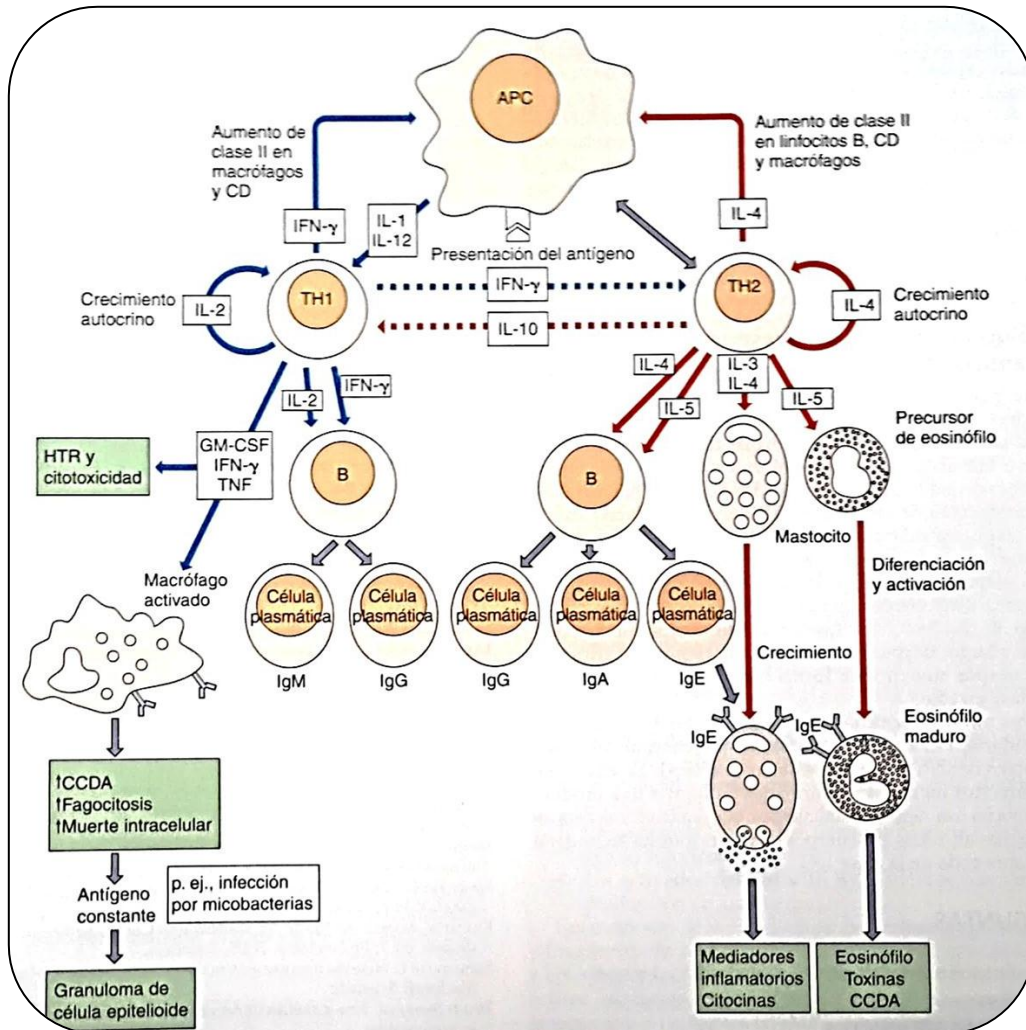 APC
Aumento de
clase II en
macrófagos
y CD
Aumento de clase II
en linfocitos B, CD
y macrófagos
IFN-γ
IL-1
IL-12
Presentación del antígeno
IL-4
TH1
IFN-γ
TH2
Crecimiento
autocrino
IL-2
IL-10
IL-4
Crecimiento
autocrino
IL-2
IFN-γ
IL-4
IL-5
IL-3
IL-4
IL-5
HTR y
citotoxicidad
GM-CSF
IFN-γ
TNF
B
B
Precursor
de eosinófilo
Mastocito
Macrófago
activado
Célula
plasmática
IgM
Célula
plasmática
IgG
Célula
plasmática
IgG
Célula
plasmática
IgA
Célula
plasmática
IgE
Diferenciación
y activación
Crecimiento
IgE
IgE
Eosinófilo
maduro
↑CCDA
↑Fagocitosis
↑Muerte intracelular
Antígeno
constante
p. ej., infección
por micobacterias
Granuloma de
célula epitelioide
Mediadores
inflamatorios
Citocinas
Eosinófilo
Toxinas
CCDA